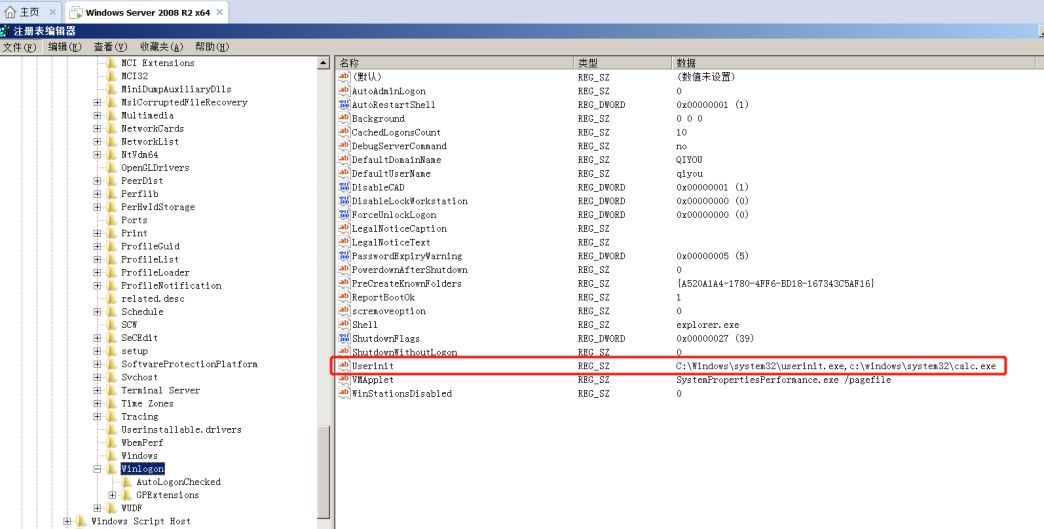 主页 × Windows Server 2008 R2 x64 ×
注册表编辑器
文件(F) 编辑(E) 查看(V) 收藏夹(A) 帮助(H)
MCI Extensions
MCI32
MiniDumpAuxiliaryDlls
MsiCorruptedFileRecovery
Multimedia
NetworkCards
NetworkList
NtVdm64
OpenGLDrivers
PeerDist
Perflib
PerHwIdStorage
Ports
Print
ProfileGuid
ProfileList
ProfileLoader
ProfileNotification
related.desc
Schedule
SCW
SeCEdit
setup
SoftwareProtectionPlatform
Svchost
Terminal Server
Time Zones
Tracing
Userinstallable.drivers
WbemPerf
Windows
Winlogon
AutoLogonChecked
GPExtensions
WUDF
Windows Script Host
名称 类型 数据
(默认) REG_SZ (数值未设置)
AutoAdminLogon REG_SZ 0
AutoRestartShell REG_DWORD 0x00000001 (1)
Background REG_SZ 0 0 0
CachedLogonsCount REG_SZ 10
DebugServerCommand REG_SZ no
DefaultDomainName REG_SZ QIYOU
DefaultUserName REG_SZ qiyou
DisableCAD REG_DWORD 0x00000001 (1)
DisableLockWorkstation REG_DWORD 0x00000000 (0)
ForceUnlockLogon REG_DWORD 0x00000000 (0)
LegalNoticeCaption REG_SZ
LegalNoticeText REG_SZ
PasswordExpiryWarning REG_DWORD 0x00000005 (5)
PowerdownAfterShutdown REG_SZ 0
PreCreateKnownFolders REG_SZ {A520A1A4-1780-4FF6-BD18-167343C5AF16}
ReportBootOk REG_SZ 1
scremoveoption REG_SZ 0
Shell REG_SZ explorer.exe
ShutdownFlags REG_DWORD 0x00000027 (39)
ShutdownWithoutLogon REG_SZ 0
Userinit REG_SZ C:\Windows\system32\userinit.exe,c:\windows\system32\calc.exe
VMApplet REG_SZ SystemPropertiesPerformance.exe /pagefile
WinStationsDisabled REG_SZ 0